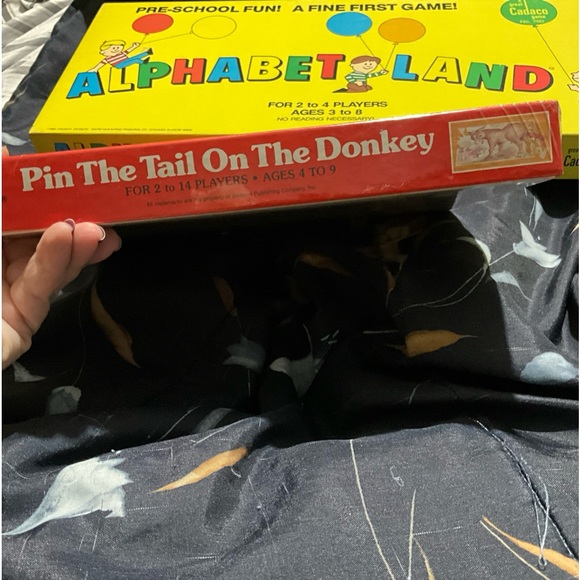 PRE-SCHOOL FUN! A FINE FIRST GAME!
Cadaco
game
ALPHABET LAND
FOR 2 to 4 PLAYERS
AGES 3 to 8
NO READING NECESSARY!
Pin The Tail On The Donkey
FOR 2 to 14 PLAYERS • AGES 4 TO 9